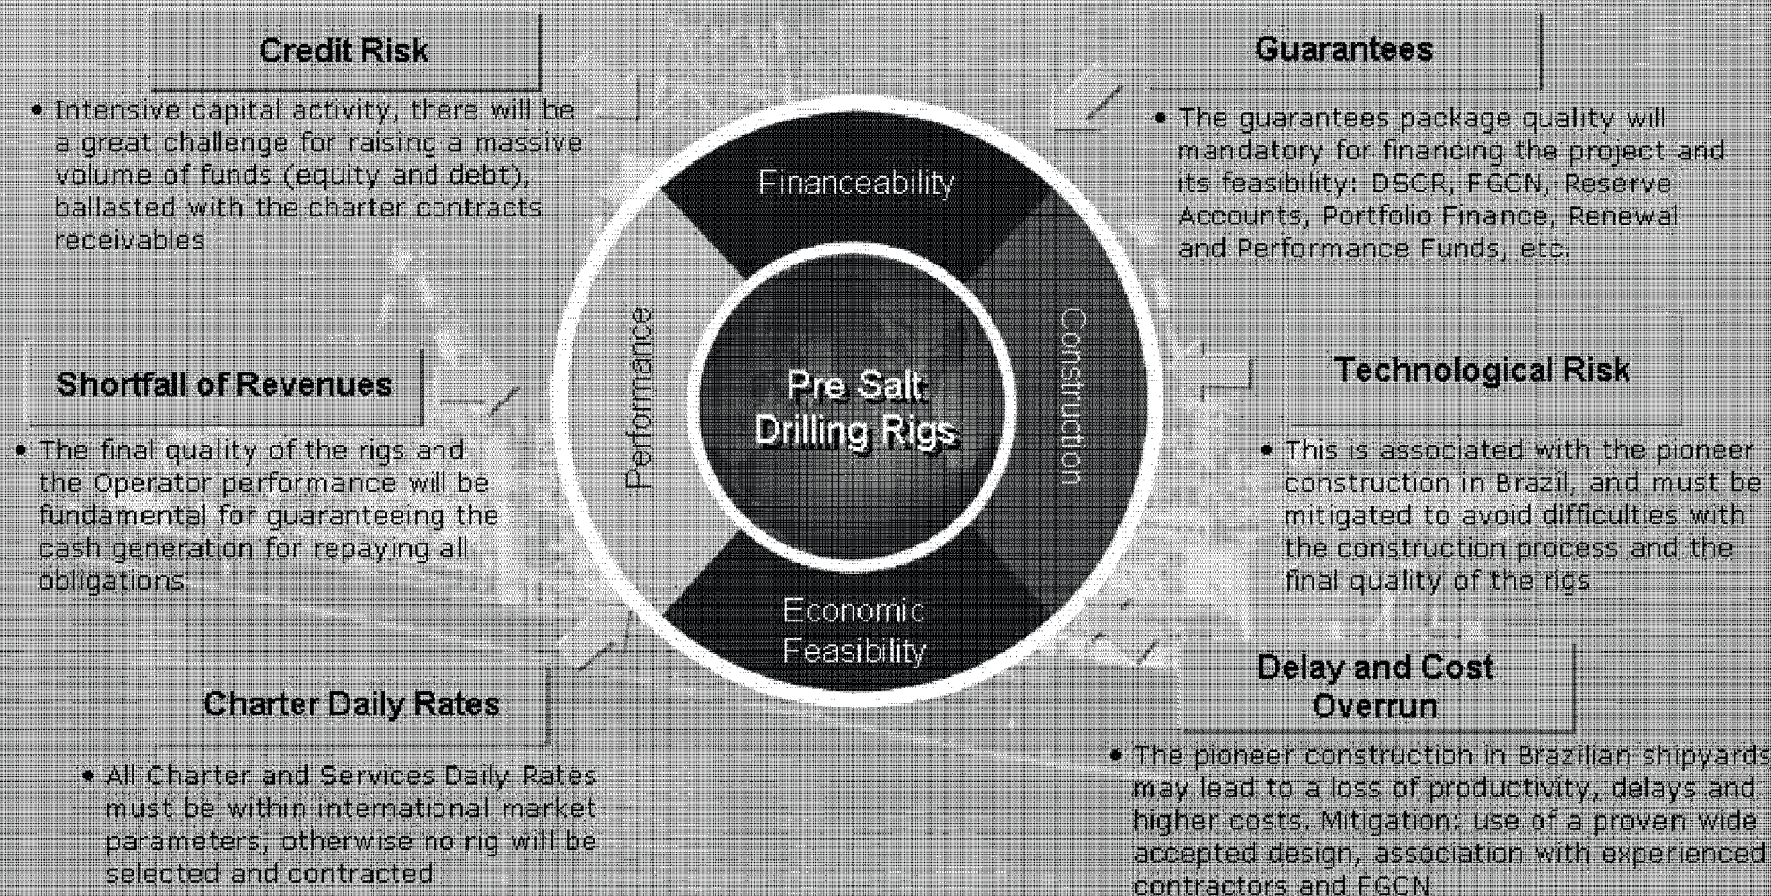 Credit Risk
• Intensive capital activity, there will be
a great challenge for raising a massive
volume of funds (equity and debt),
ballasted with the charter contracts
receivables
Guarantees
• The guarantees package quality will
mandatory for financing the project and
its feasibility: DSCR, FGCN, Reserve
Accounts, Portfolio Finance, Renewal
and Performance Funds, etc.
Financeability
Performance
Construction
Pre Salt
Drilling Rigs
Economic
Feasibility
Shortfall of Revenues
• The final quality of the rigs and
the Operator performance will be
fundamental for guaranteeing the
cash generation for repaying all
obligations.
Technological Risk
• This is associated with the pioneer
construction in Brazil, and must be
mitigated to avoid difficulties with
the construction process and the
final quality of the rigs
Charter Daily Rates
• All Charter and Services Daily Rates
must be within international market
parameters, otherwise no rig will be
selected and contracted
Delay and Cost
Overrun
• The pioneer construction in Brazilian shipyards
may lead to a loss of productivity, delays and
higher costs. Mitigation: use of a proven wide
accepted design, association with experienced
contractors and FGCN